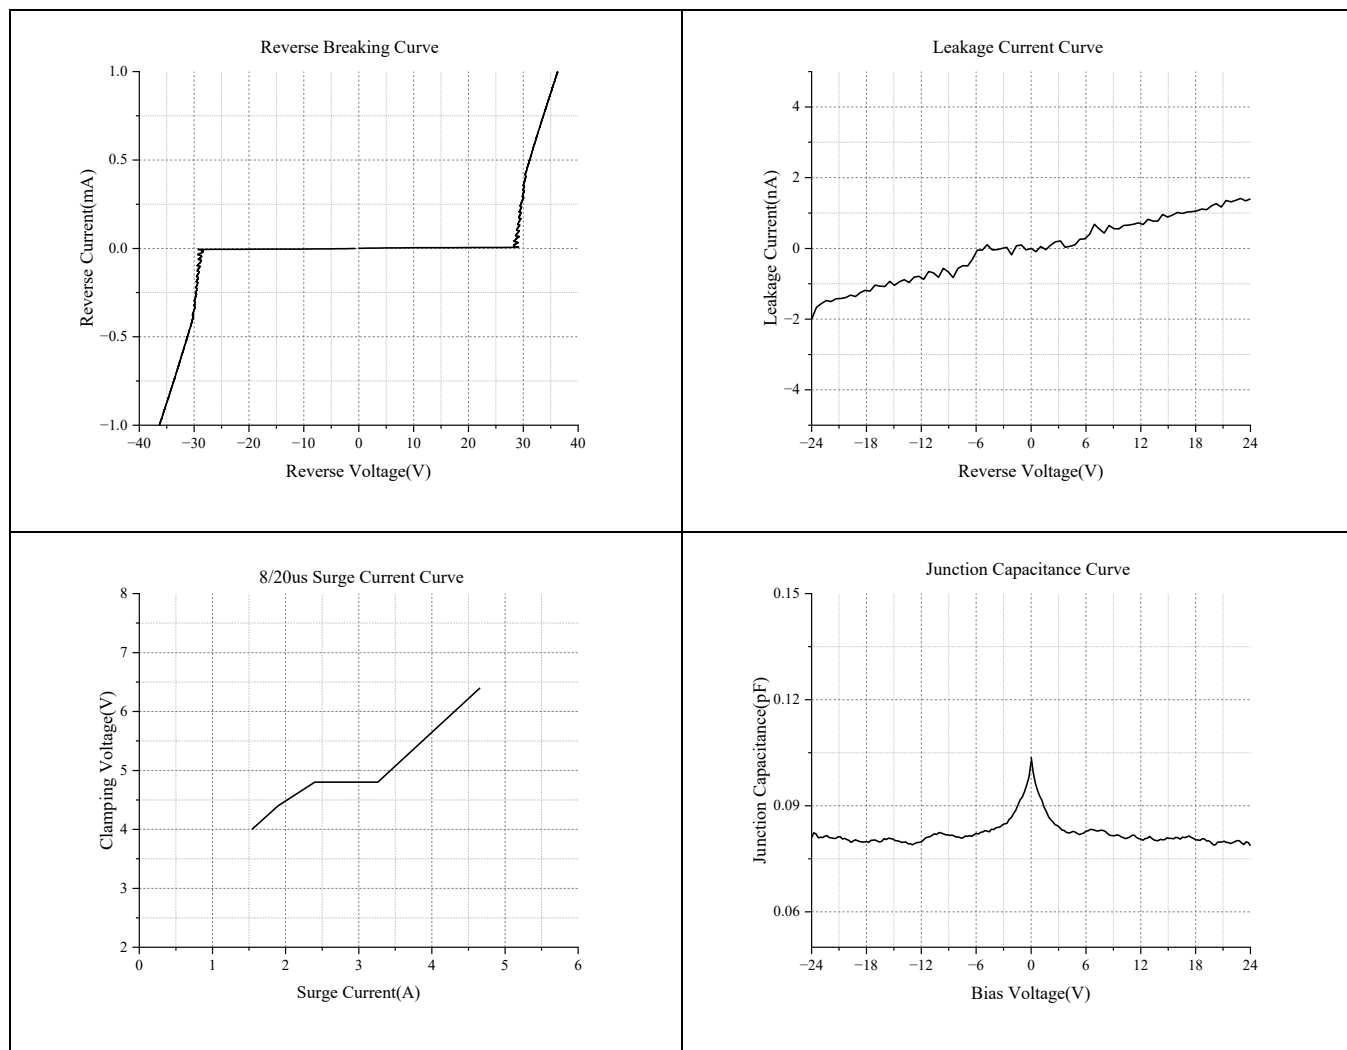 Reverse Breaking Curve
1.0
0.5
0.0
−0.5
−1.0
Reverse Current(mA)
−40 −30 −20 −10 0 10 20 30 40
Reverse Voltage(V)
Leakage Current Curve
4
2
0
−2
−4
Leakage Current(nA)
−24 −18 −12 −6 0 6 12 18 24
Reverse Voltage(V)
8/20us Surge Current Curve
8
7
6
5
4
3
2
Clamping Voltage(V)
0 1 2 3 4 5 6
Surge Current(A)
Junction Capacitance Curve
0.15
0.12
0.09
0.06
Junction Capacitance(pF)
−24 −18 −12 −6 0 6 12 18 24
Bias Voltage(V)